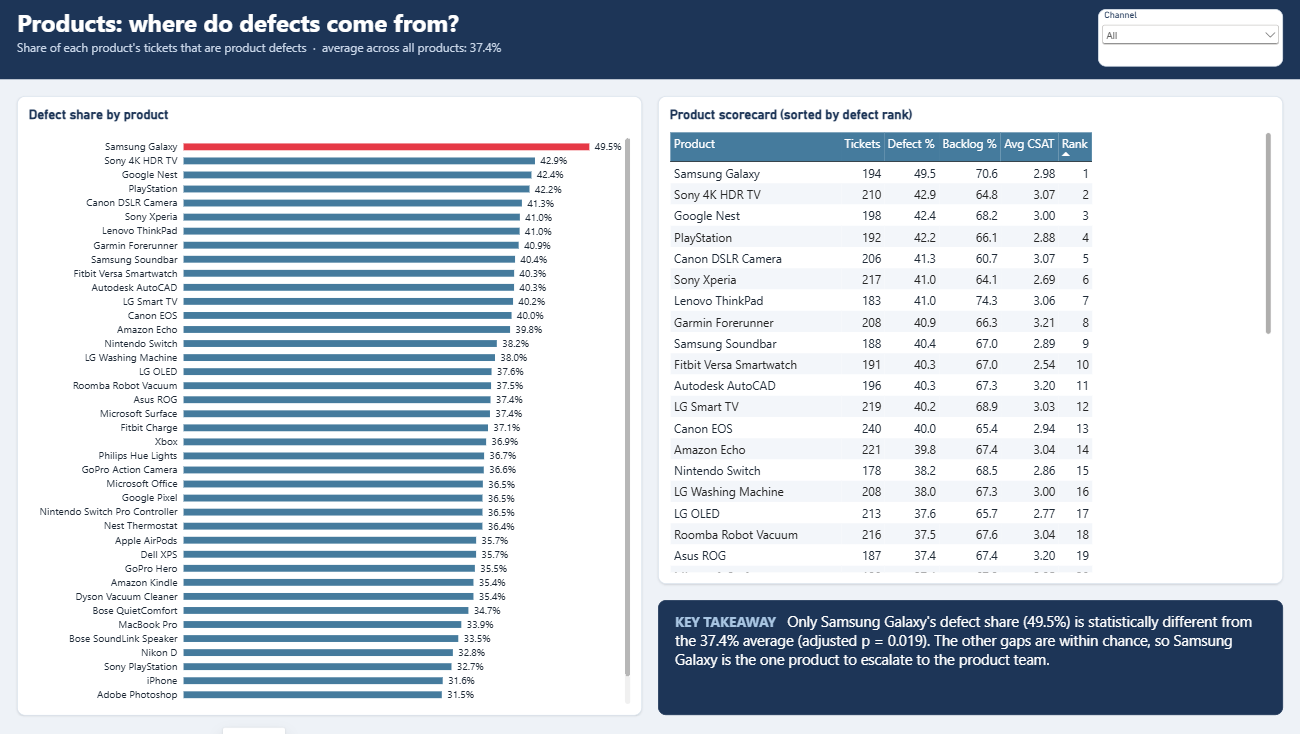 Products: where do defects come from?
Share of each product's tickets that are product defects · average across all products: 37.4%
Channel
All
Defect share by product
Samsung Galaxy 49.5%
Sony 4K HDR TV 42.9%
Google Nest 42.4%
PlayStation 42.2%
Canon DSLR Camera 41.3%
Sony Xperia 41.0%
Lenovo ThinkPad 41.0%
Garmin Forerunner 40.9%
Samsung Soundbar 40.4%
Fitbit Versa Smartwatch 40.3%
Autodesk AutoCAD 40.3%
LG Smart TV 40.2%
Canon EOS 40.0%
Amazon Echo 39.8%
Nintendo Switch 38.2%
LG Washing Machine 38.0%
LG OLED 37.6%
Roomba Robot Vacuum 37.5%
Asus ROG 37.4%
Microsoft Surface 37.4%
Fitbit Charge 37.1%
Xbox 36.9%
Philips Hue Lights 36.7%
GoPro Action Camera 36.6%
Microsoft Office 36.5%
Google Pixel 36.5%
Nintendo Switch Pro Controller 36.5%
Nest Thermostat 36.4%
Apple AirPods 35.7%
Dell XPS 35.7%
GoPro Hero 35.5%
Amazon Kindle 35.4%
Dyson Vacuum Cleaner 35.4%
Bose QuietComfort 34.7%
MacBook Pro 33.9%
Bose SoundLink Speaker 33.5%
Nikon D 32.8%
Sony PlayStation 32.7%
iPhone 31.6%
Adobe Photoshop 31.5%
Product scorecard (sorted by defect rank)
Product Tickets Defect % Backlog % Avg CSAT Rank
Samsung Galaxy 194 49.5 70.6 2.98 1
Sony 4K HDR TV 210 42.9 64.8 3.07 2
Google Nest 198 42.4 68.2 3.00 3
PlayStation 192 42.2 66.1 2.88 4
Canon DSLR Camera 206 41.3 60.7 3.07 5
Sony Xperia 217 41.0 64.1 2.69 6
Lenovo ThinkPad 183 41.0 74.3 3.06 7
Garmin Forerunner 208 40.9 66.3 3.21 8
Samsung Soundbar 188 40.4 67.0 2.89 9
Fitbit Versa Smartwatch 191 40.3 67.0 2.54 10
Autodesk AutoCAD 196 40.3 67.3 3.20 11
LG Smart TV 219 40.2 68.9 3.03 12
Canon EOS 240 40.0 65.4 2.94 13
Amazon Echo 221 39.8 67.4 3.04 14
Nintendo Switch 178 38.2 68.5 2.86 15
LG Washing Machine 208 38.0 67.3 3.00 16
LG OLED 213 37.6 65.7 2.77 17
Roomba Robot Vacuum 216 37.5 67.6 3.04 18
Asus ROG 187 37.4 67.4 3.20 19
KEY TAKEAWAY Only Samsung Galaxy's defect share (49.5%) is statistically different from
the 37.4% average (adjusted p = 0.019). The other gaps are within chance, so Samsung
Galaxy is the one product to escalate to the product team.